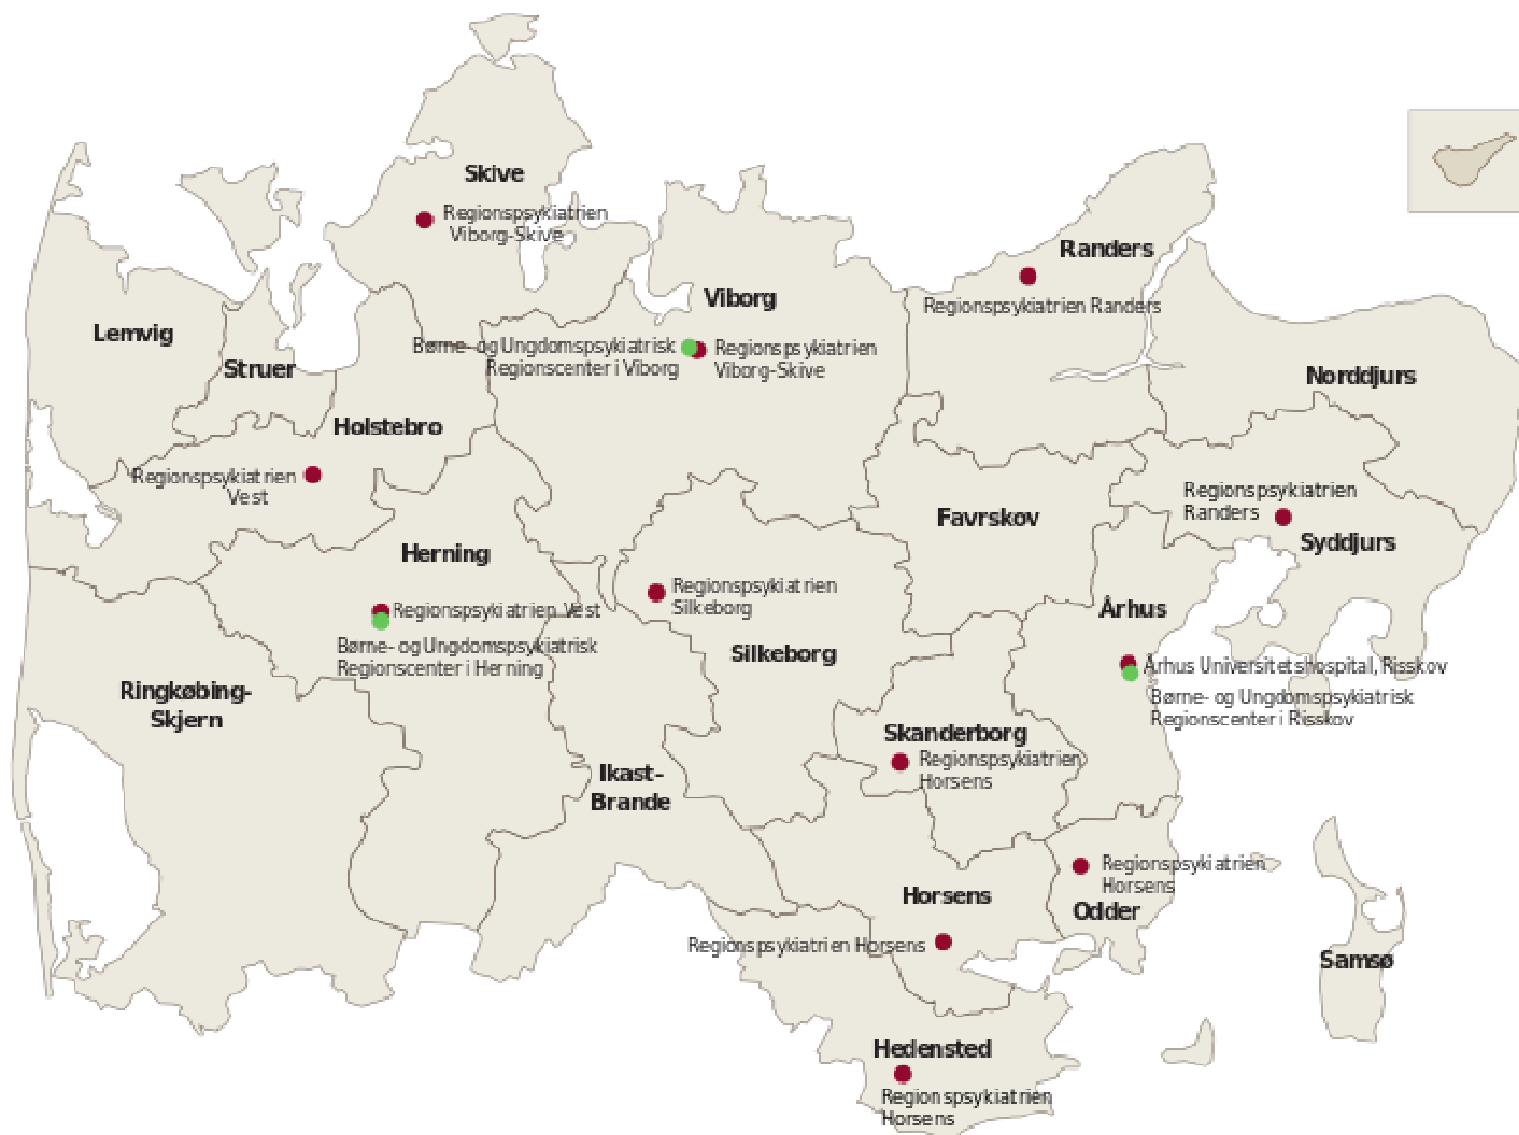 Skive
Regionspsykiatrien
Viborg-Skive
Randers
Regionspsykiatrien Randers
Viborg
Børne- og Ungdomspsykiatrisk
Regionscenter i Viborg
Regionspsykiatrien
Viborg-Skive
Lemvig
Struer
Norddjurs
Holstebro
Regionspsykiatrien
Vest
Regionspsykiatrien
Randers
Syddjurs
Favrskov
Herning
Regionspsykiatriien Vest
Børne- og Ungdomspsykiatrisk
Regionscenter i Herning
Regionspsykiatrien
Silkeborg
Silkeborg
Århus
Århus Universitetshospital, Risskov
Børne- og Ungdomspsykiatrisk
Regionscenter i Risskov
Ringkøbing-
Skjern
Skanderborg
Regionspsykiatrien
Horsens
Ikast-
Brande
Regionspsykiatrien
Horsens
Odder
Horsens
Regionspsykiatrien Horsens
Samsø
Hedensted
Regionspsykiatrien
Horsens